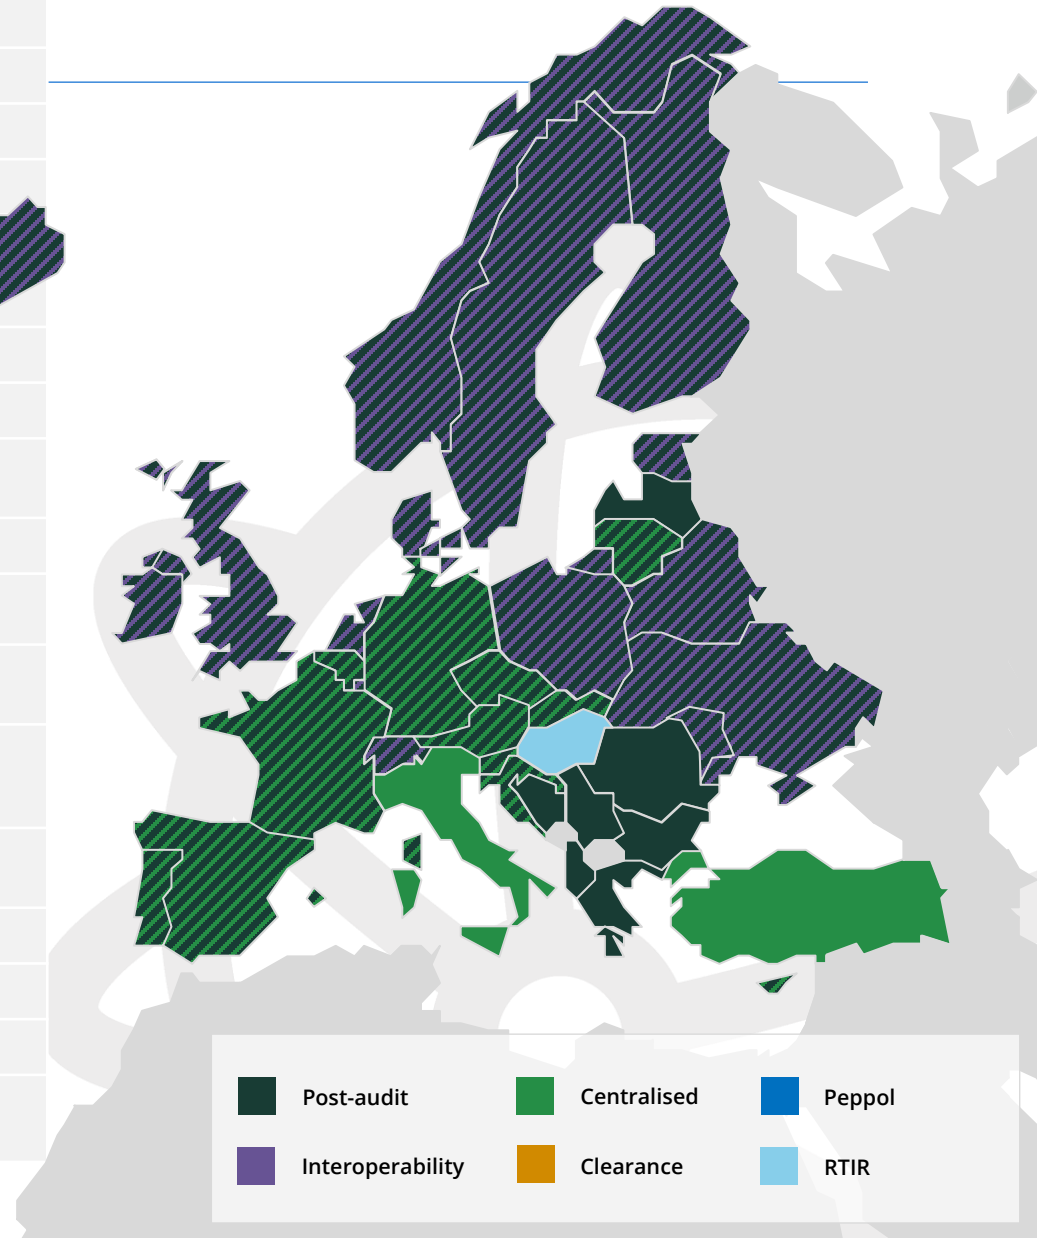 Post-audit
Centralised
Peppol
Interoperability
Clearance
RTIR